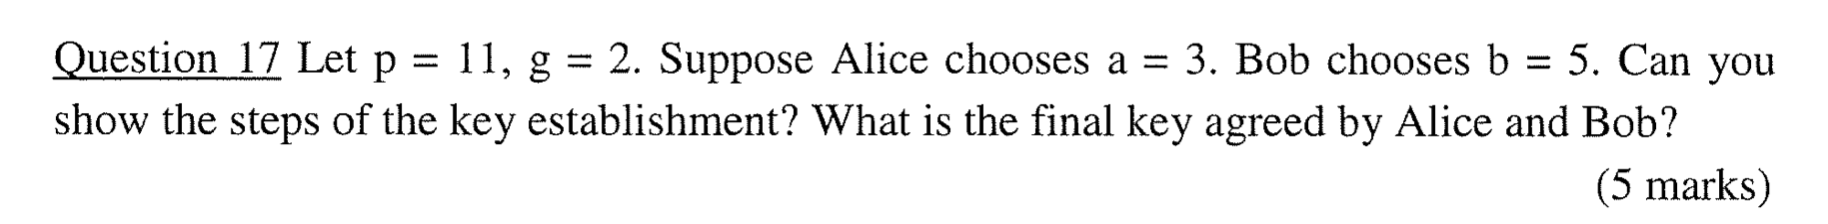 Question 17 Let p = 11, g = 2. Suppose Alice chooses a = 3. Bob chooses b = 5. Can you
show the steps of the key establishment? What is the final key agreed by Alice and Bob?
(5 marks)